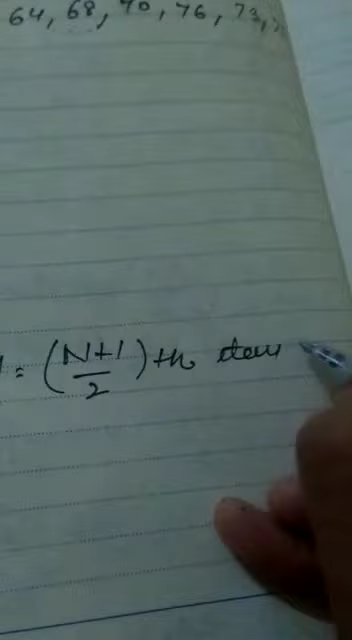 64, 68, 70, 76, 73,
= (N+1/2)th item